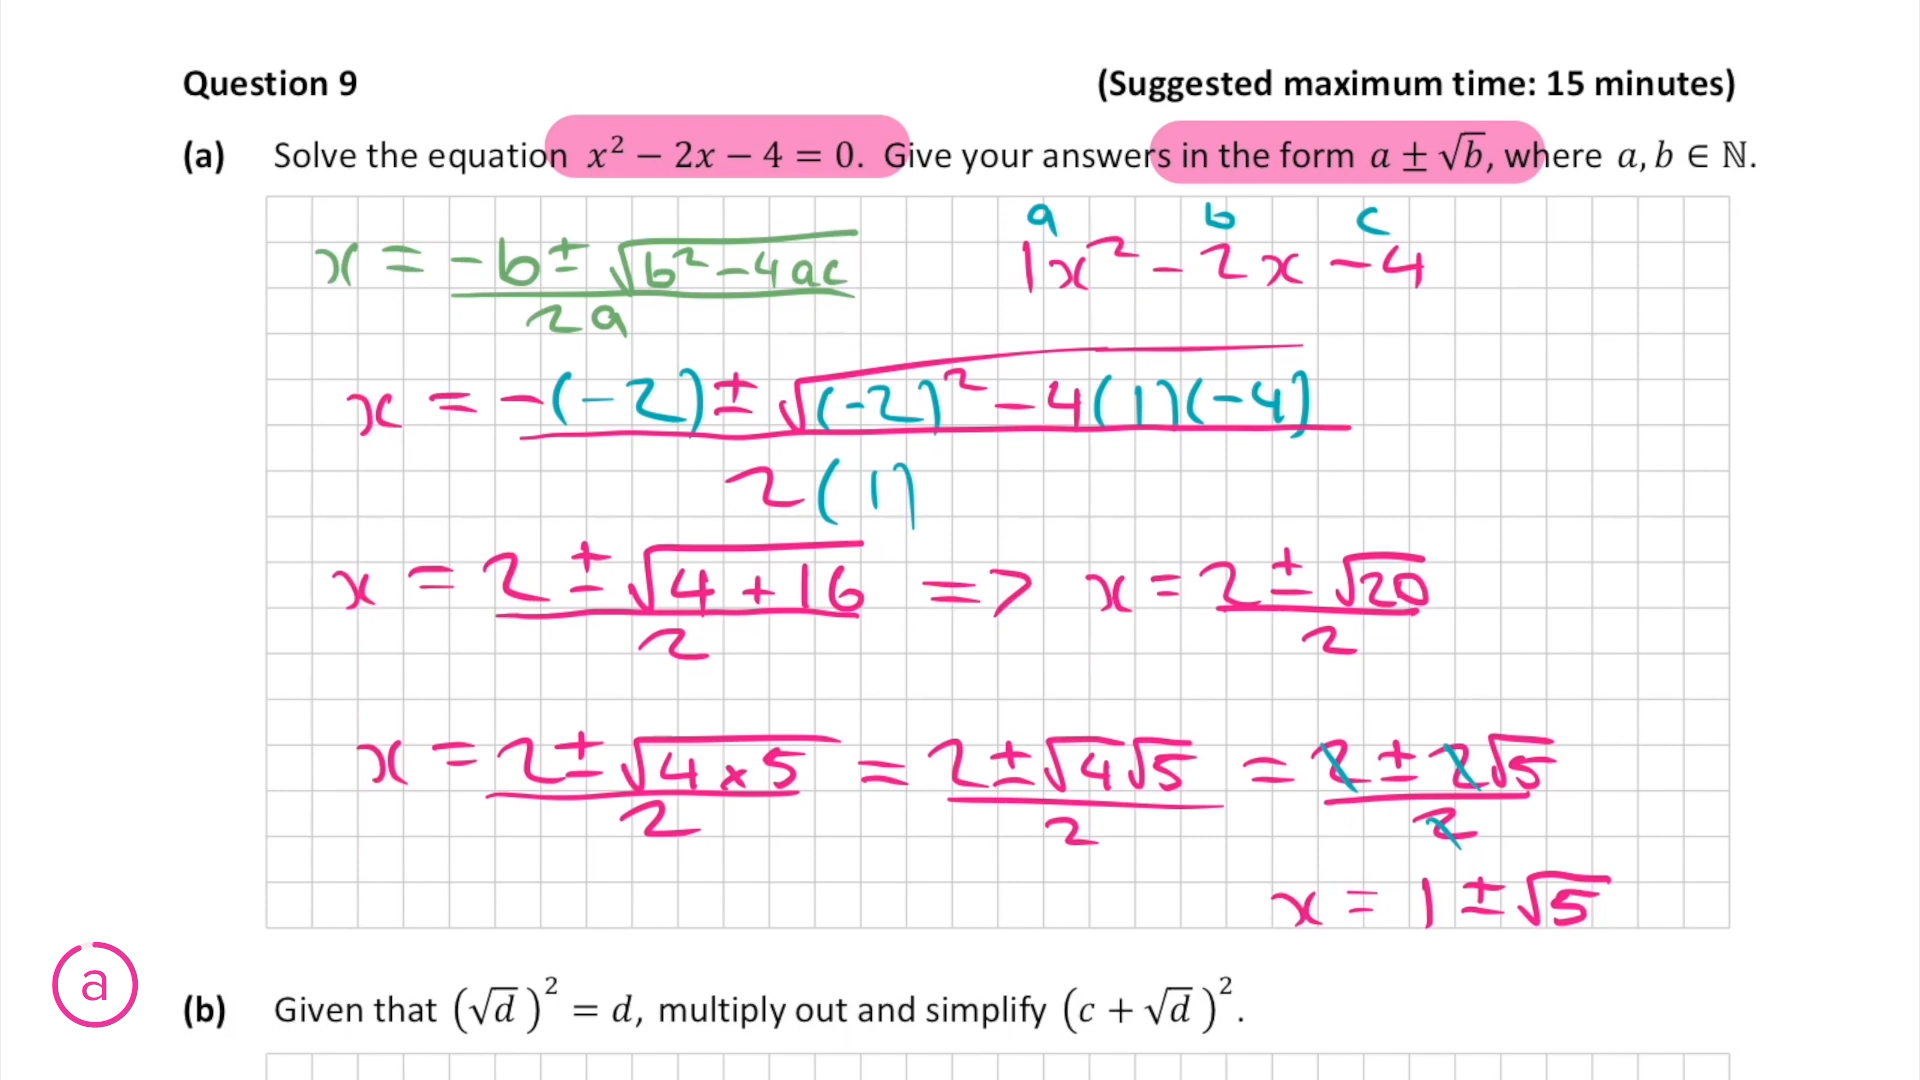 Question 9 (Suggested maximum time: 15 minutes)
(a) Solve the equation x² − 2x − 4 = 0. Give your answers in the form a ± √b, where a, b ∈ ℕ.
a b c
x = (−b ± √(b² − 4ac))/2a 1x² − 2x − 4
x = (−(−2) ± √((−2)² − 4(1)(−4)))/2(1)
x = (2 ± √(4 + 16))/2 => x = (2 ± √20)/2
x = (2 ± √(4 × 5))/2 = (2 ± √4√5)/2 = (2 ± 2√5)/2
x = 1 ± √5
a
(b) Given that (√d)² = d, multiply out and simplify (c + √d)².